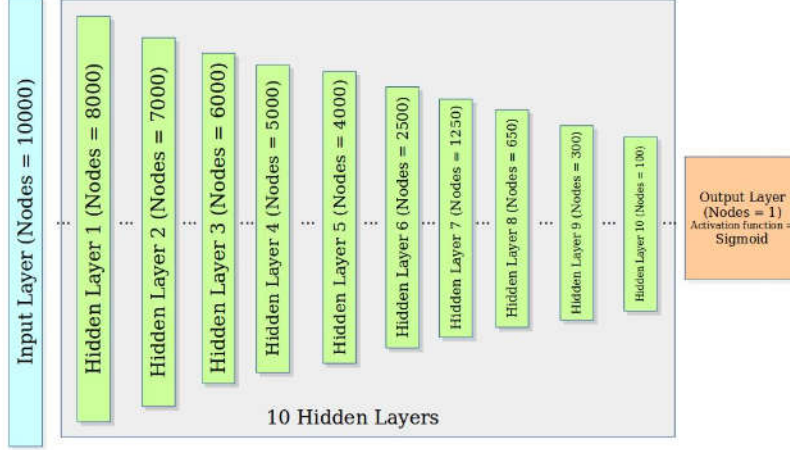 Input Layer (Nodes = 10000)
Hidden Layer 1 (Nodes = 8000)
Hidden Layer 2 (Nodes = 7000)
Hidden Layer 3 (Nodes = 6000)
Hidden Layer 4 (Nodes = 5000)
Hidden Layer 5 (Nodes = 4000)
Hidden Layer 6 (Nodes = 2500)
Hidden Layer 7 (Nodes = 1250)
Hidden Layer 8 (Nodes = 650)
Hidden Layer 9 (Nodes = 300)
Hidden Layer 10 (Nodes = 100)
Output Layer
(Nodes = 1)
Activation function =
Sigmoid
10 Hidden Layers